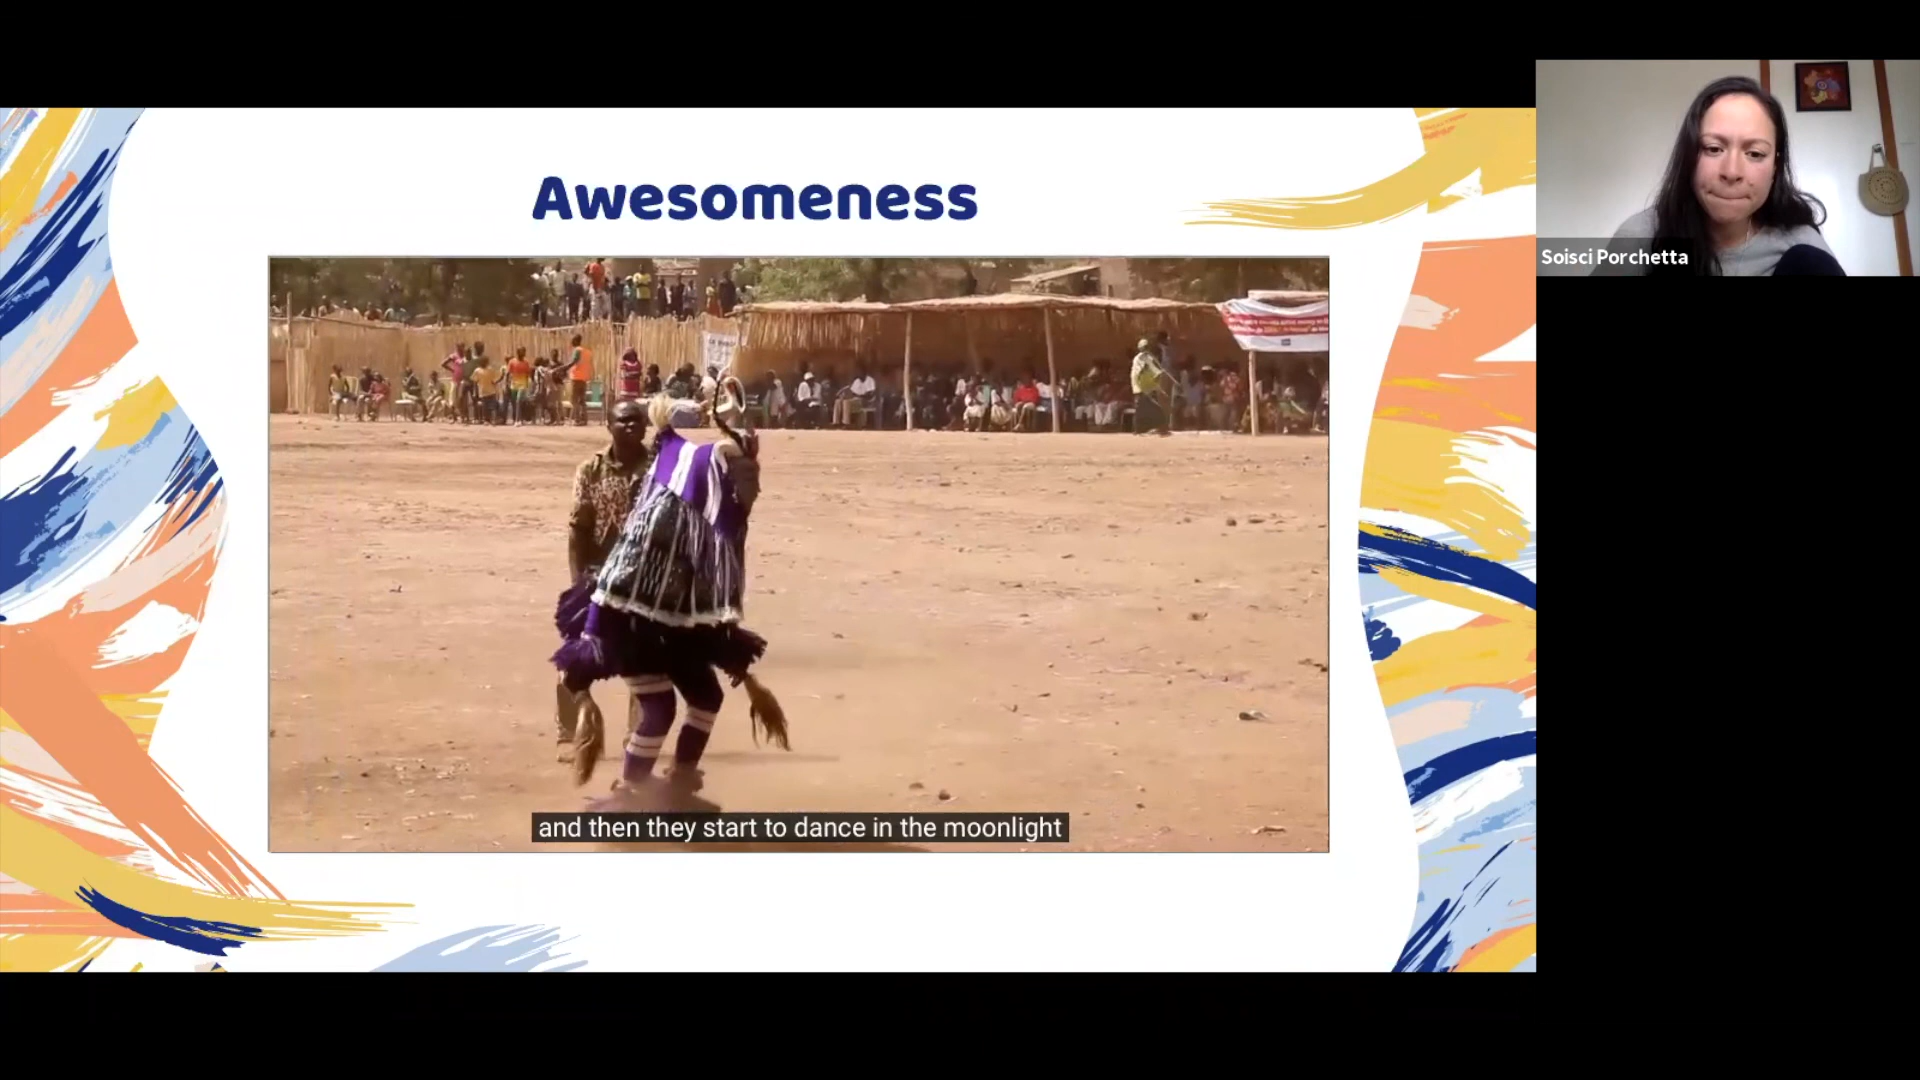 Awesomeness
Soisci Porchetta
and then they start to dance in the moonlight